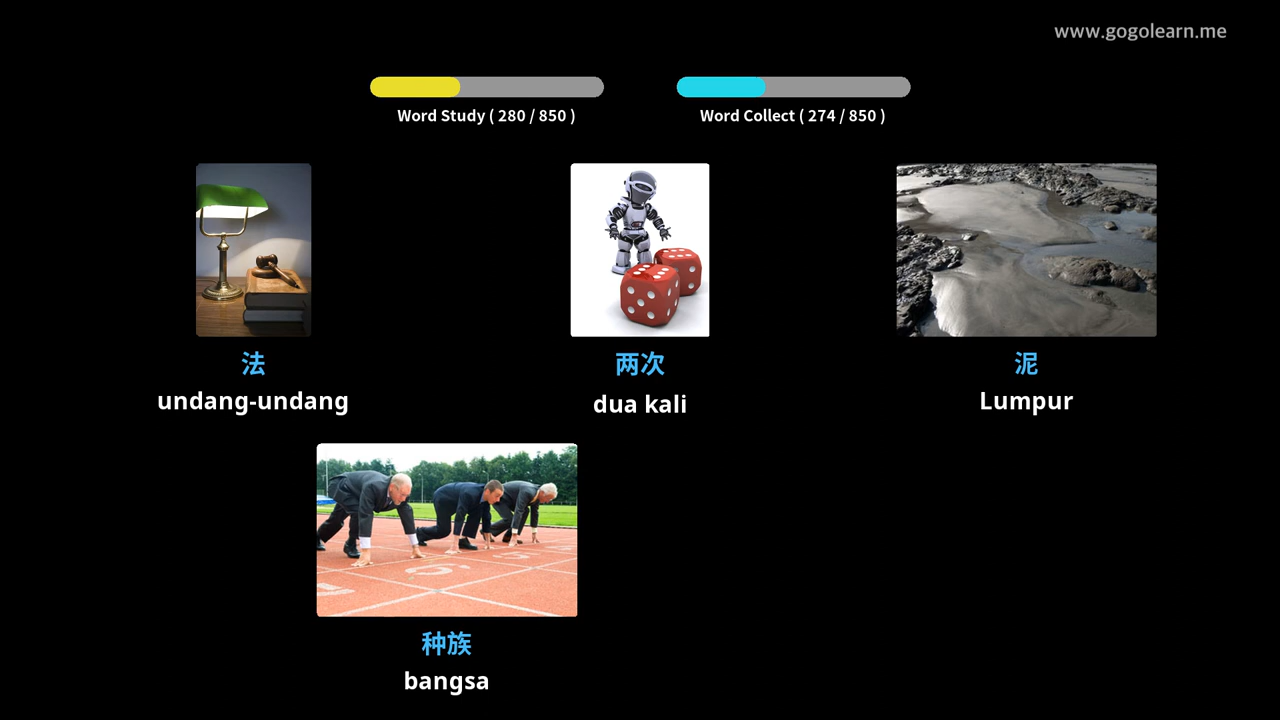 www.gogolearn.me
Word Study ( 280 / 850 )
Word Collect ( 274 / 850 )
法
undang-undang
两次
dua kali
泥
Lumpur
种族
bangsa